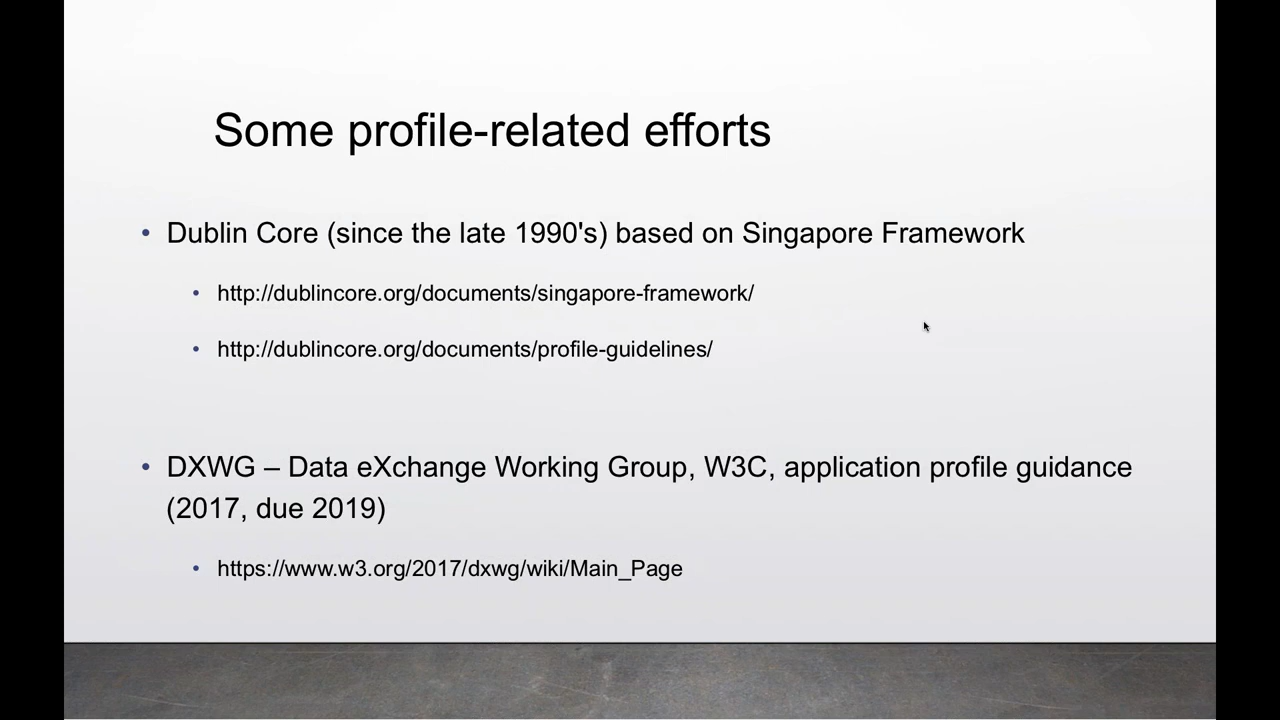 Some profile-related efforts
• Dublin Core (since the late 1990's) based on Singapore Framework
• http://dublincore.org/documents/singapore-framework/
• http://dublincore.org/documents/profile-guidelines/
• DXWG – Data eXchange Working Group, W3C, application profile guidance
(2017, due 2019)
• https://www.w3.org/2017/dxwg/wiki/Main_Page